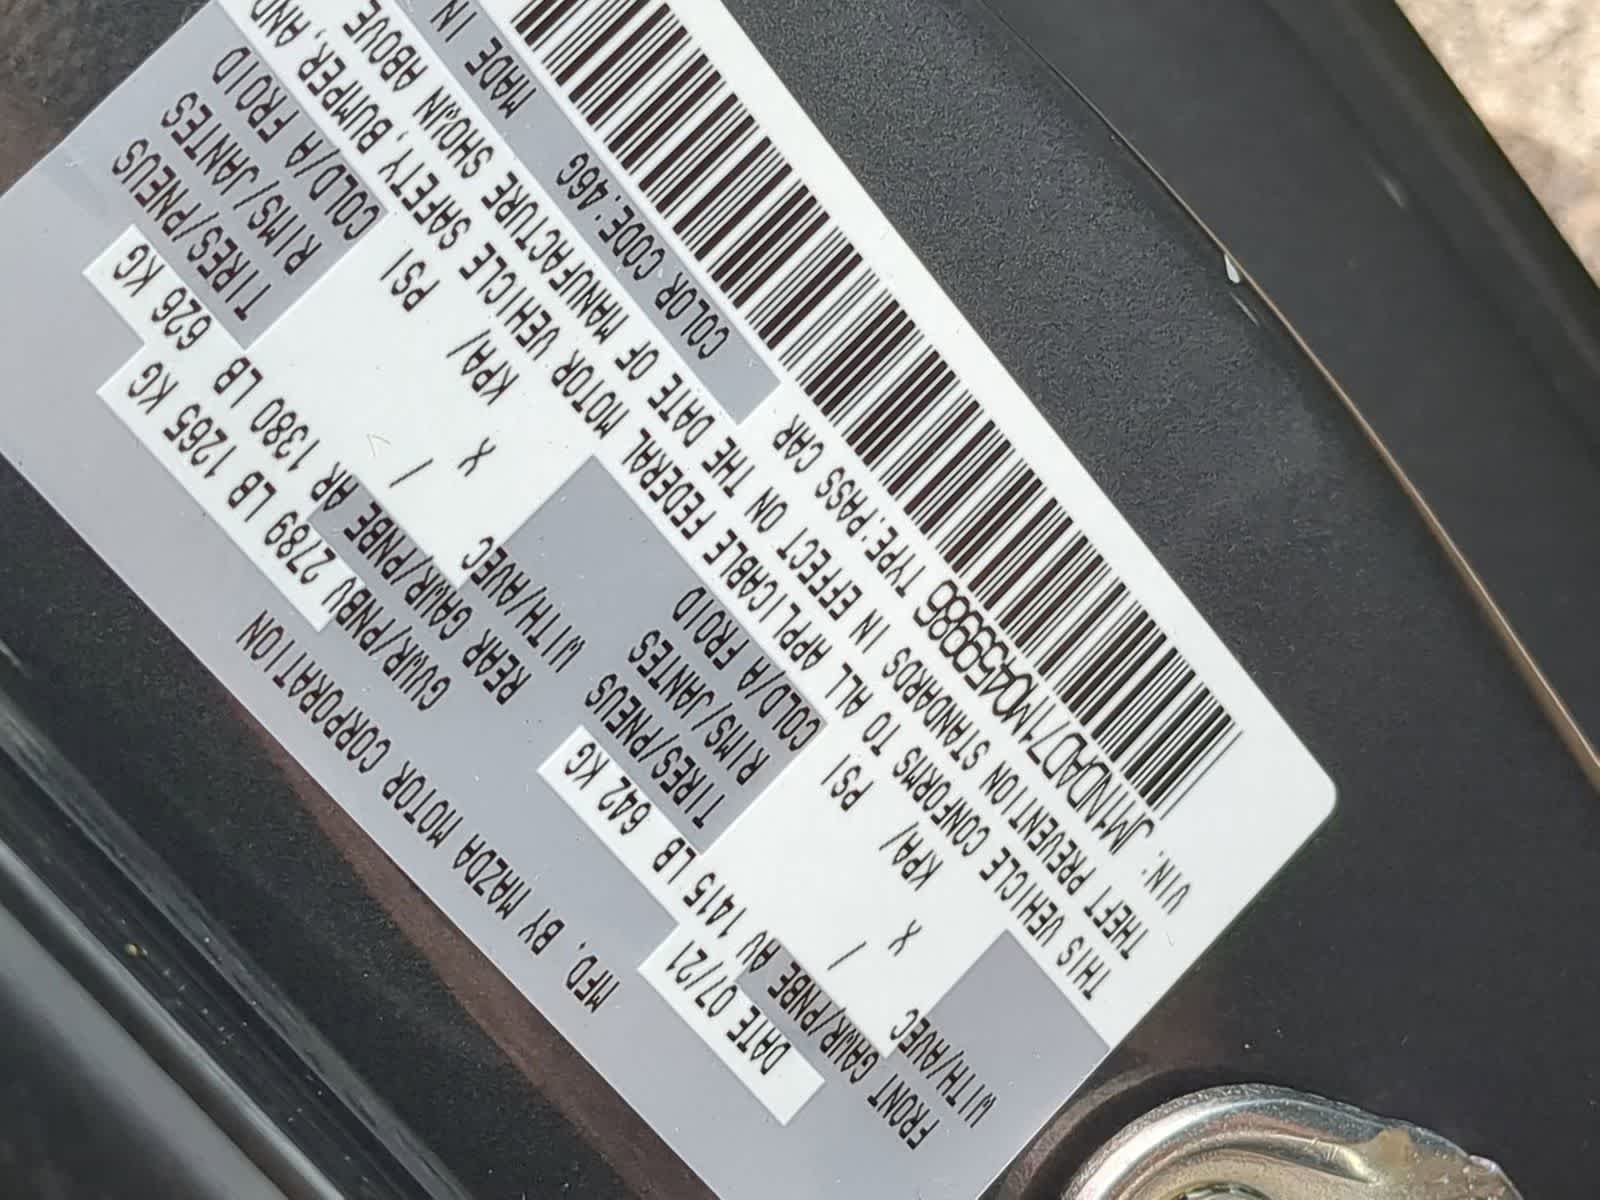 MFD. BY MAZDA MOTOR CORPORATION
DATE 07/21 GVWR/PNBV 2789 LB 1265 KG
FRONT GAWR/PNBE AV 1415 LB 642 KG REAR GAWR/PNBE AR 1380 LB 626 KG
WITH/AVEC / TIRES/PNEUS WITH/AVEC / TIRES/PNEUS
X RIMS/JANTES X RIMS/JANTES
KPA/ PSI COLD/A FROID KPA/ PSI COLD/A FROID
THIS VEHICLE CONFORMS TO ALL APPLICABLE FEDERAL MOTOR VEHICLE SAFETY, BUMPER, AND
THEFT PREVENTION STANDARDS IN EFFECT ON THE DATE OF MANUFACTURE SHOWN ABOVE
VIN: JM1NDAD71M0459986 TYPE:PASS CAR COLOR CODE:46G MADE IN